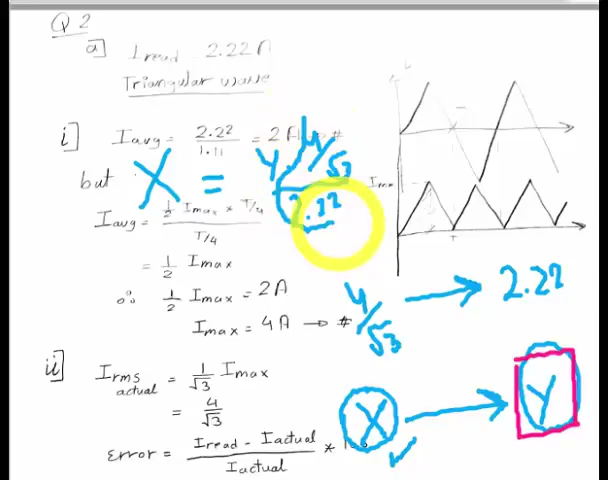 Q2
a] Iread 2.22 A
Triangular wave
i] Iavg = 2.22 / 1.11 = 2 A → #
but
X = Y · 4/√3 / 2.22
Iavg = ½ Imax * T/4 / T/4
= ½ Imax
∴ ½ Imax = 2A
Imax = 4A → #
4/√3 → 2.22
ii] Irms actual = 1/√3 Imax
= 4/√3
X → Y
Error = Iread - Iactual / Iactual *